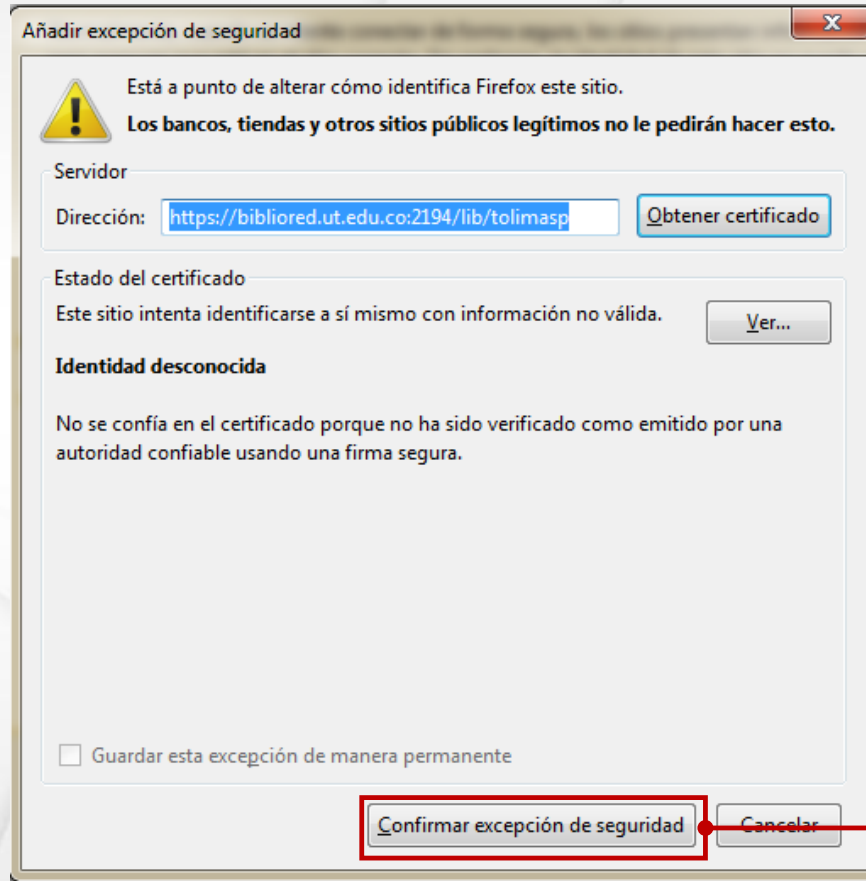 Añadir excepción de seguridad
Está a punto de alterar cómo identifica Firefox este sitio.
Los bancos, tiendas y otros sitios públicos legítimos no le pedirán hacer esto.
Servidor
Dirección: https://bibliored.ut.edu.co:2194/lib/tolimasp Obtener certificado
Estado del certificado
Este sitio intenta identificarse a sí mismo con información no válida. Ver...
Identidad desconocida
No se confía en el certificado porque no ha sido verificado como emitido por una
autoridad confiable usando una firma segura.
Guardar esta excepción de manera permanente
Confirmar excepción de seguridad Cancelar